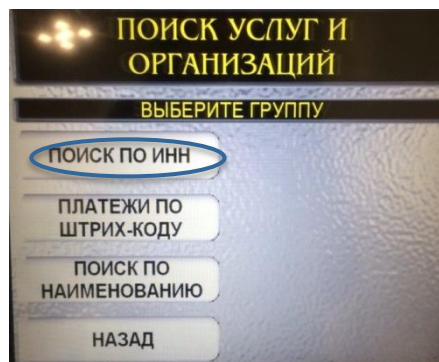 ПОИСК УСЛУГ И
ОРГАНИЗАЦИЙ
ВЫБЕРИТЕ ГРУППУ
ПОИСК ПО ИНН
ПЛАТЕЖИ ПО
ШТРИХ-КОДУ
ПОИСК ПО
НАИМЕНОВАНИЮ
НАЗАД